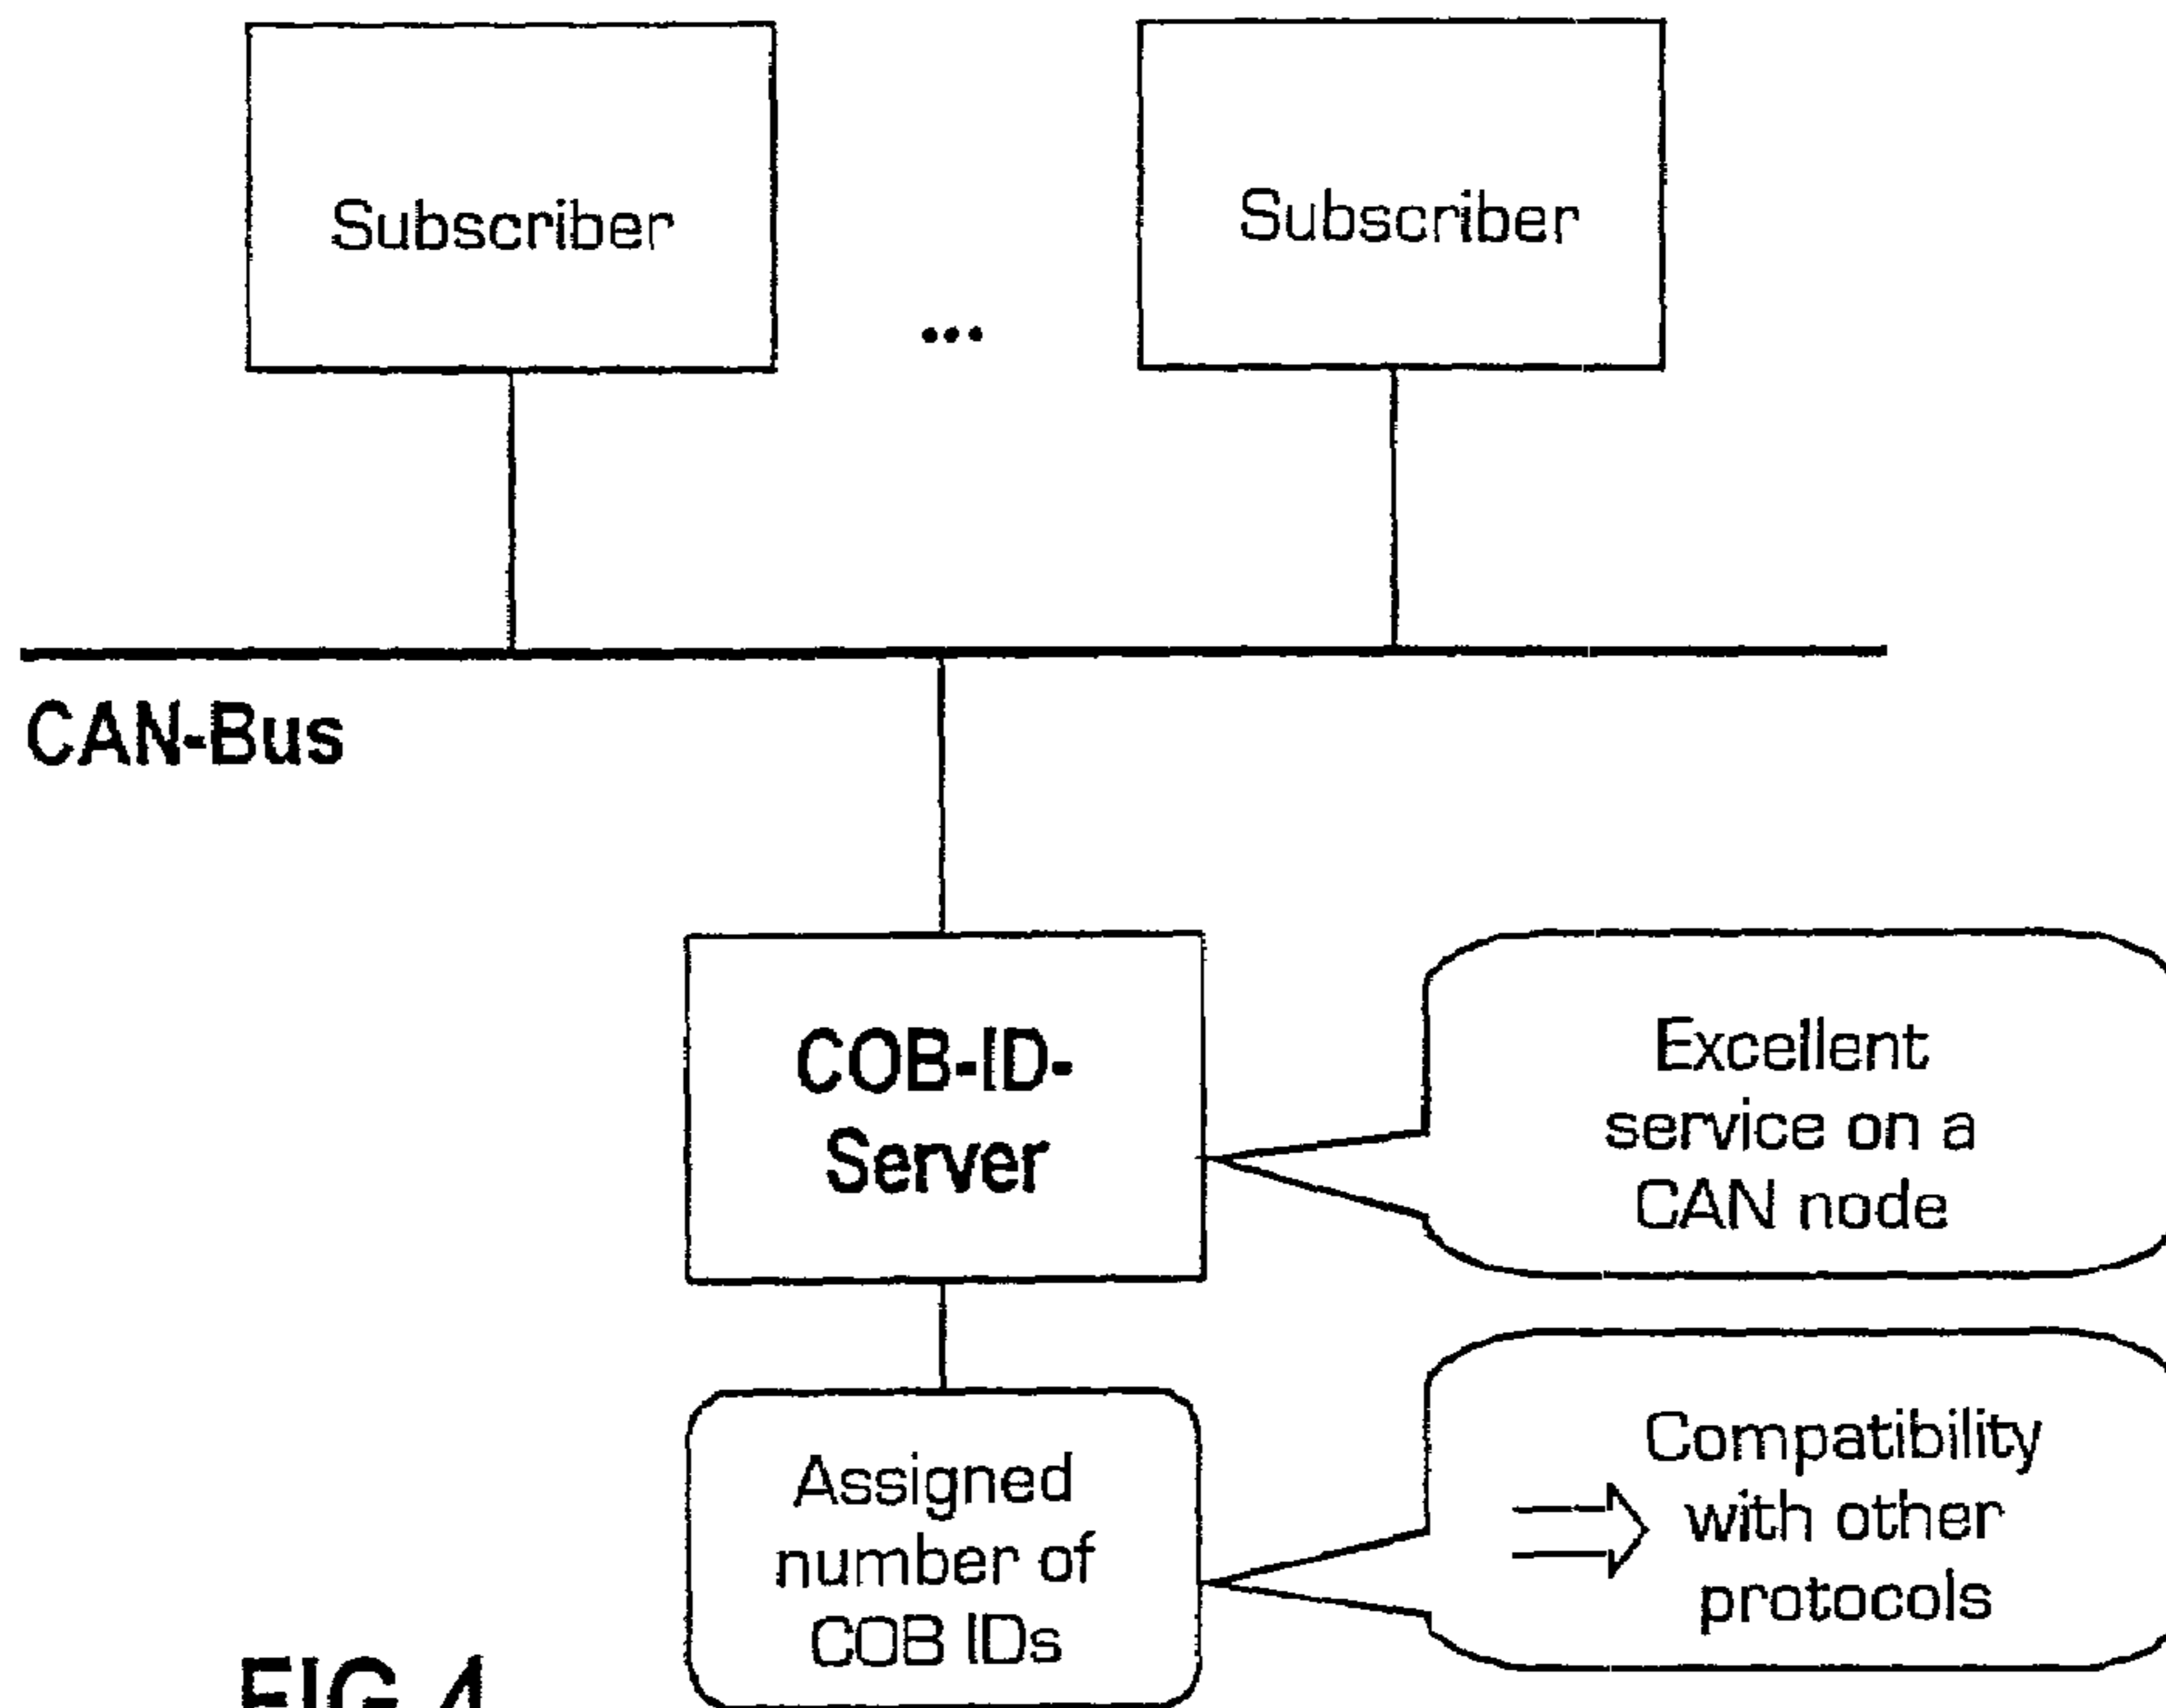 Subscriber
Subscriber
...
CAN-Bus
COB-ID-
Server
Excellent
service on a
CAN node
Assigned
number of
COB IDs
Compatibility
with other
protocols
FIG 4